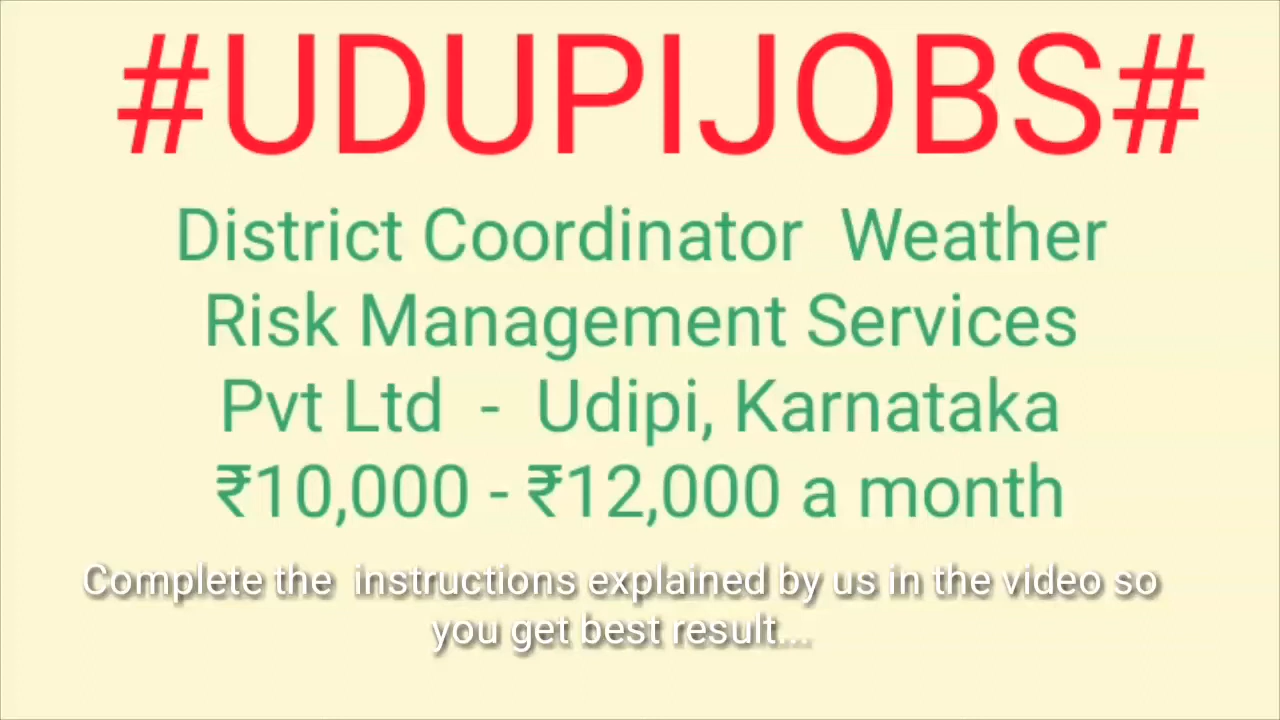 #UDUPIJOBS#
District Coordinator Weather
Risk Management Services
Pvt Ltd - Udipi, Karnataka
₹10,000 - ₹12,000 a month
Complete the instructions explained by us in the video so
you get best result...